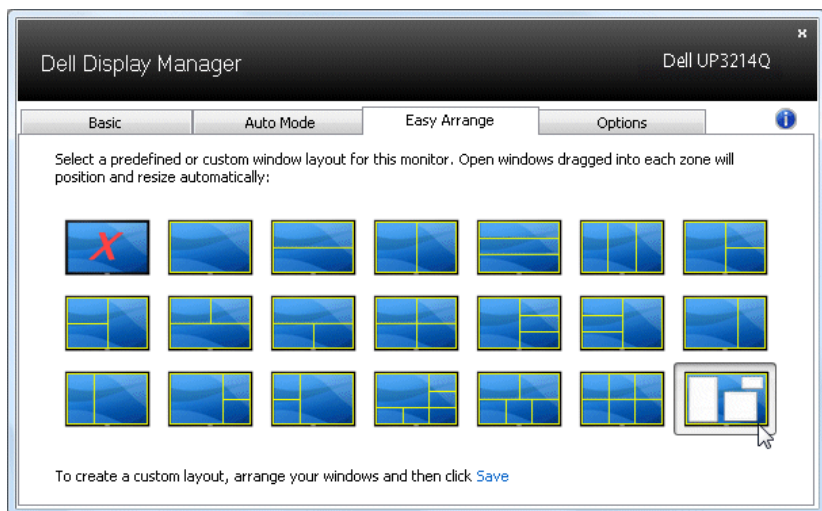 Dell Display Manager
Dell UP3214Q
Basic
Auto Mode
Easy Arrange
Options
Select a predefined or custom window layout for this monitor. Open windows dragged into each zone will
position and resize automatically:
To create a custom layout, arrange your windows and then click Save